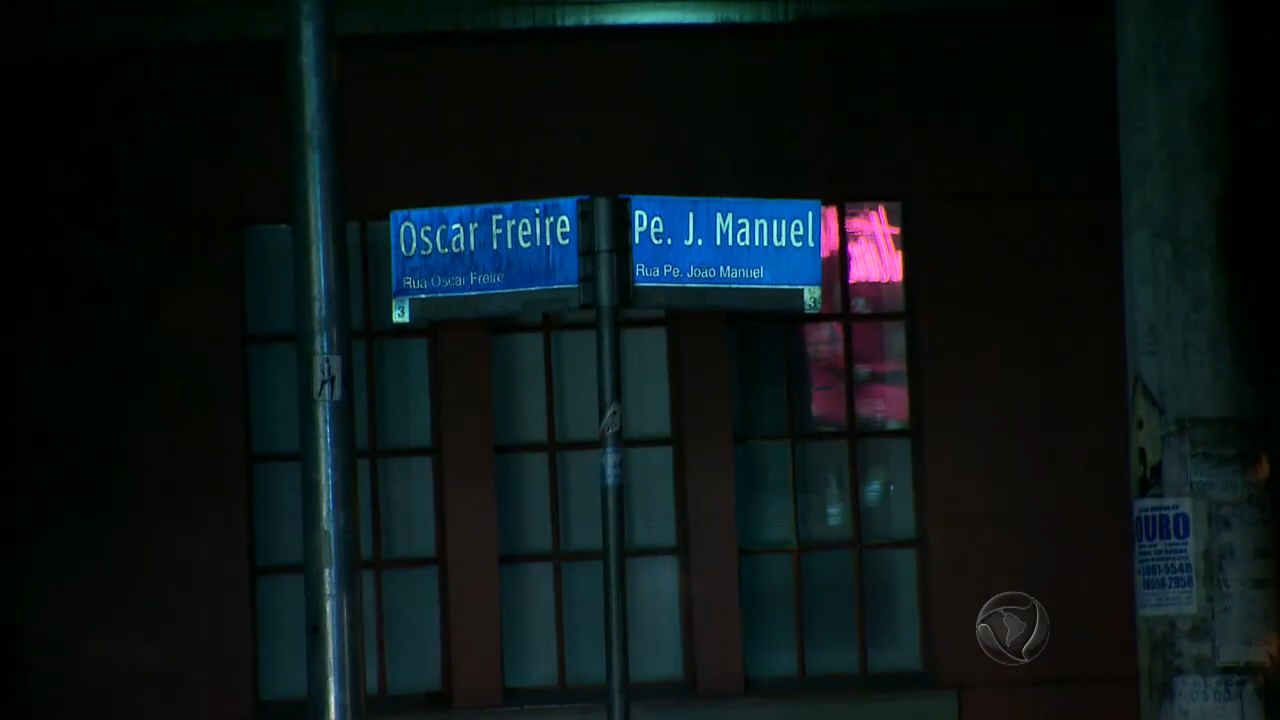 Oscar Freire
Rua Oscar Freire
3
Pe. J. Manuel
Rua Pe. João Manuel
3
OURO